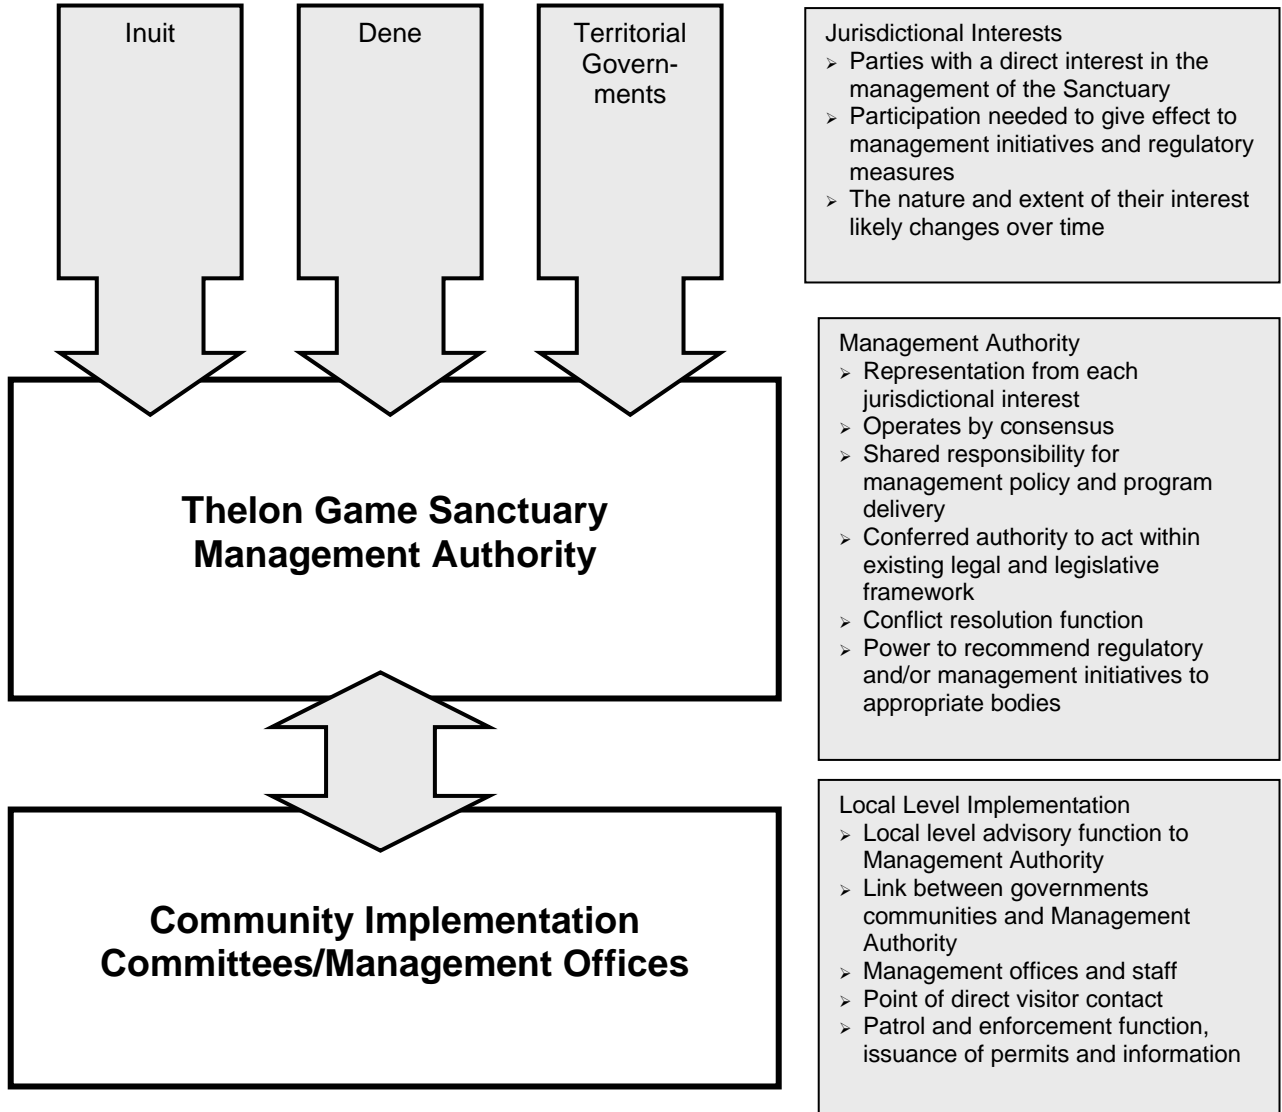 Inuit
Dene
Territorial
Govern-
ments
Jurisdictional Interests
➢ Parties with a direct interest in the
management of the Sanctuary
➢ Participation needed to give effect to
management initiatives and regulatory
measures
➢ The nature and extent of their interest
likely changes over time
Thelon Game Sanctuary
Management Authority
Management Authority
➢ Representation from each
jurisdictional interest
➢ Operates by consensus
➢ Shared responsibility for
management policy and program
delivery
➢ Conferred authority to act within
existing legal and legislative
framework
➢ Conflict resolution function
➢ Power to recommend regulatory
and/or management initiatives to
appropriate bodies
Community Implementation
Committees/Management Offices
Local Level Implementation
➢ Local level advisory function to
Management Authority
➢ Link between governments
communities and Management
Authority
➢ Management offices and staff
➢ Point of direct visitor contact
➢ Patrol and enforcement function,
issuance of permits and information